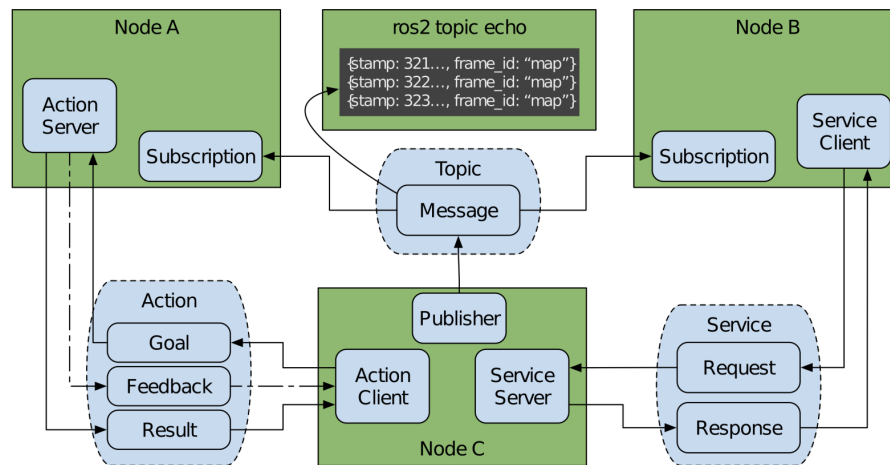 Node A
ros2 topic echo
Node B
{stamp: 321..., frame_id: “map”}
{stamp: 322..., frame_id: “map”}
{stamp: 323..., frame_id: “map”}
Action
Server
Subscription
Subscription
Service
Client
Topic
Message
Action
Goal
Feedback
Result
Publisher
Action
Client
Service
Server
Node C
Service
Request
Response